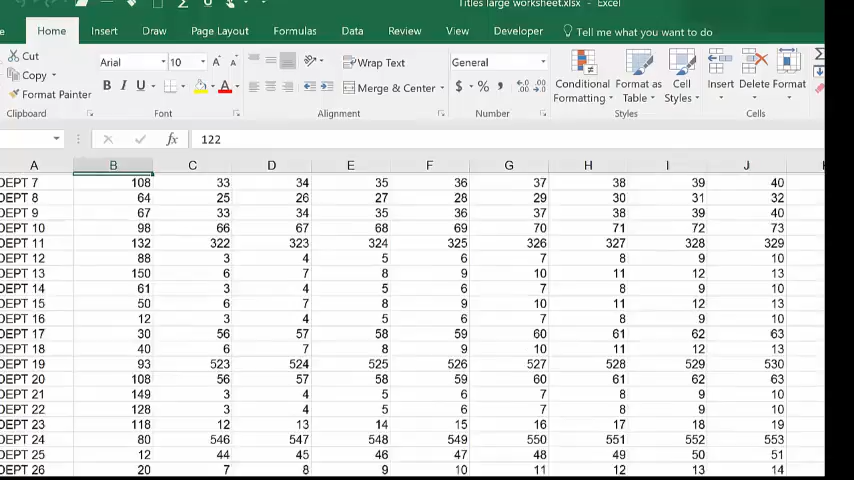 Titles large worksheet.xlsx - Excel
Home Insert Draw Page Layout Formulas Data Review View Developer Tell me what you want to do
Cut
Copy
Format Painter
Clipboard
Arial 10
B I U
Font
Wrap Text
Merge & Center
Alignment
General
$ % ,
Number
Conditional Formatting
Format as Table
Cell Styles
Styles
Insert Delete Format
Cells
fx 122
A B C D E F G H I J
DEPT 7 108 33 34 35 36 37 38 39 40
DEPT 8 64 25 26 27 28 29 30 31 32
DEPT 9 67 33 34 35 36 37 38 39 40
DEPT 10 98 66 67 68 69 70 71 72 73
DEPT 11 132 322 323 324 325 326 327 328 329
DEPT 12 88 3 4 5 6 7 8 9 10
DEPT 13 150 6 7 8 9 10 11 12 13
DEPT 14 61 3 4 5 6 7 8 9 10
DEPT 15 50 6 7 8 9 10 11 12 13
DEPT 16 12 3 4 5 6 7 8 9 10
DEPT 17 30 56 57 58 59 60 61 62 63
DEPT 18 40 6 7 8 9 10 11 12 13
DEPT 19 93 523 524 525 526 527 528 529 530
DEPT 20 108 56 57 58 59 60 61 62 63
DEPT 21 149 3 4 5 6 7 8 9 10
DEPT 22 128 3 4 5 6 7 8 9 10
DEPT 23 118 12 13 14 15 16 17 18 19
DEPT 24 80 546 547 548 549 550 551 552 553
DEPT 25 12 44 45 46 47 48 49 50 51
DEPT 26 20 7 8 9 10 11 12 13 14